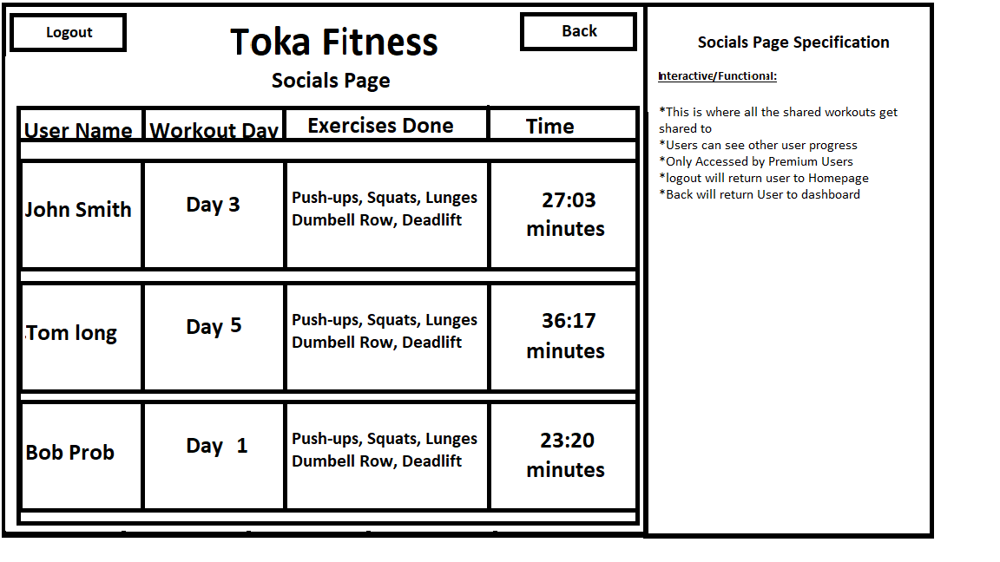 Logout
Toka Fitness
Back
Socials Page
User Name Workout Day Exercises Done Time
John Smith
Day 3
Push-ups, Squats, Lunges
Dumbell Row, Deadlift
27:03
minutes
Tom long
Day 5
Push-ups, Squats, Lunges
Dumbell Row, Deadlift
36:17
minutes
Bob Prob
Day 1
Push-ups, Squats, Lunges
Dumbell Row, Deadlift
23:20
minutes
Socials Page Specification
Interactive/Functional:
*This is where all the shared workouts get
shared to
*Users can see other user progress
*Only Accessed by Premium Users
*logout will return user to Homepage
*Back will return User to dashboard